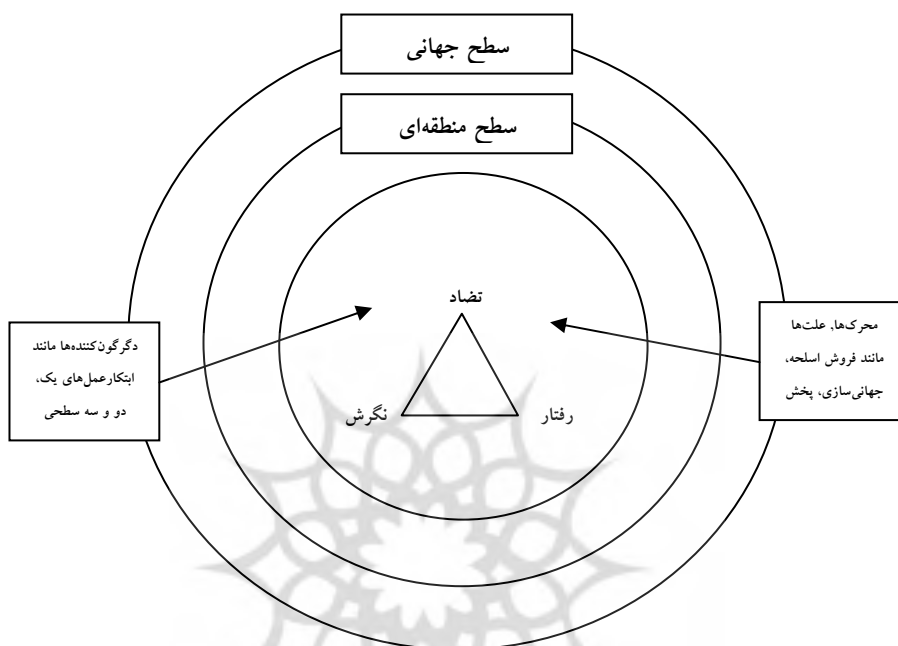 سطح جهانی
سطح منطقه‌ای
تضاد
محرک‌ها, علت‌ها
مانند فروش اسلحه،
جهانی‌سازی، پخش
دگرگون‌کننده‌ها مانند
ابتکارعمل‌های یک،
دو و سه سطحی
رفتار
نگرش